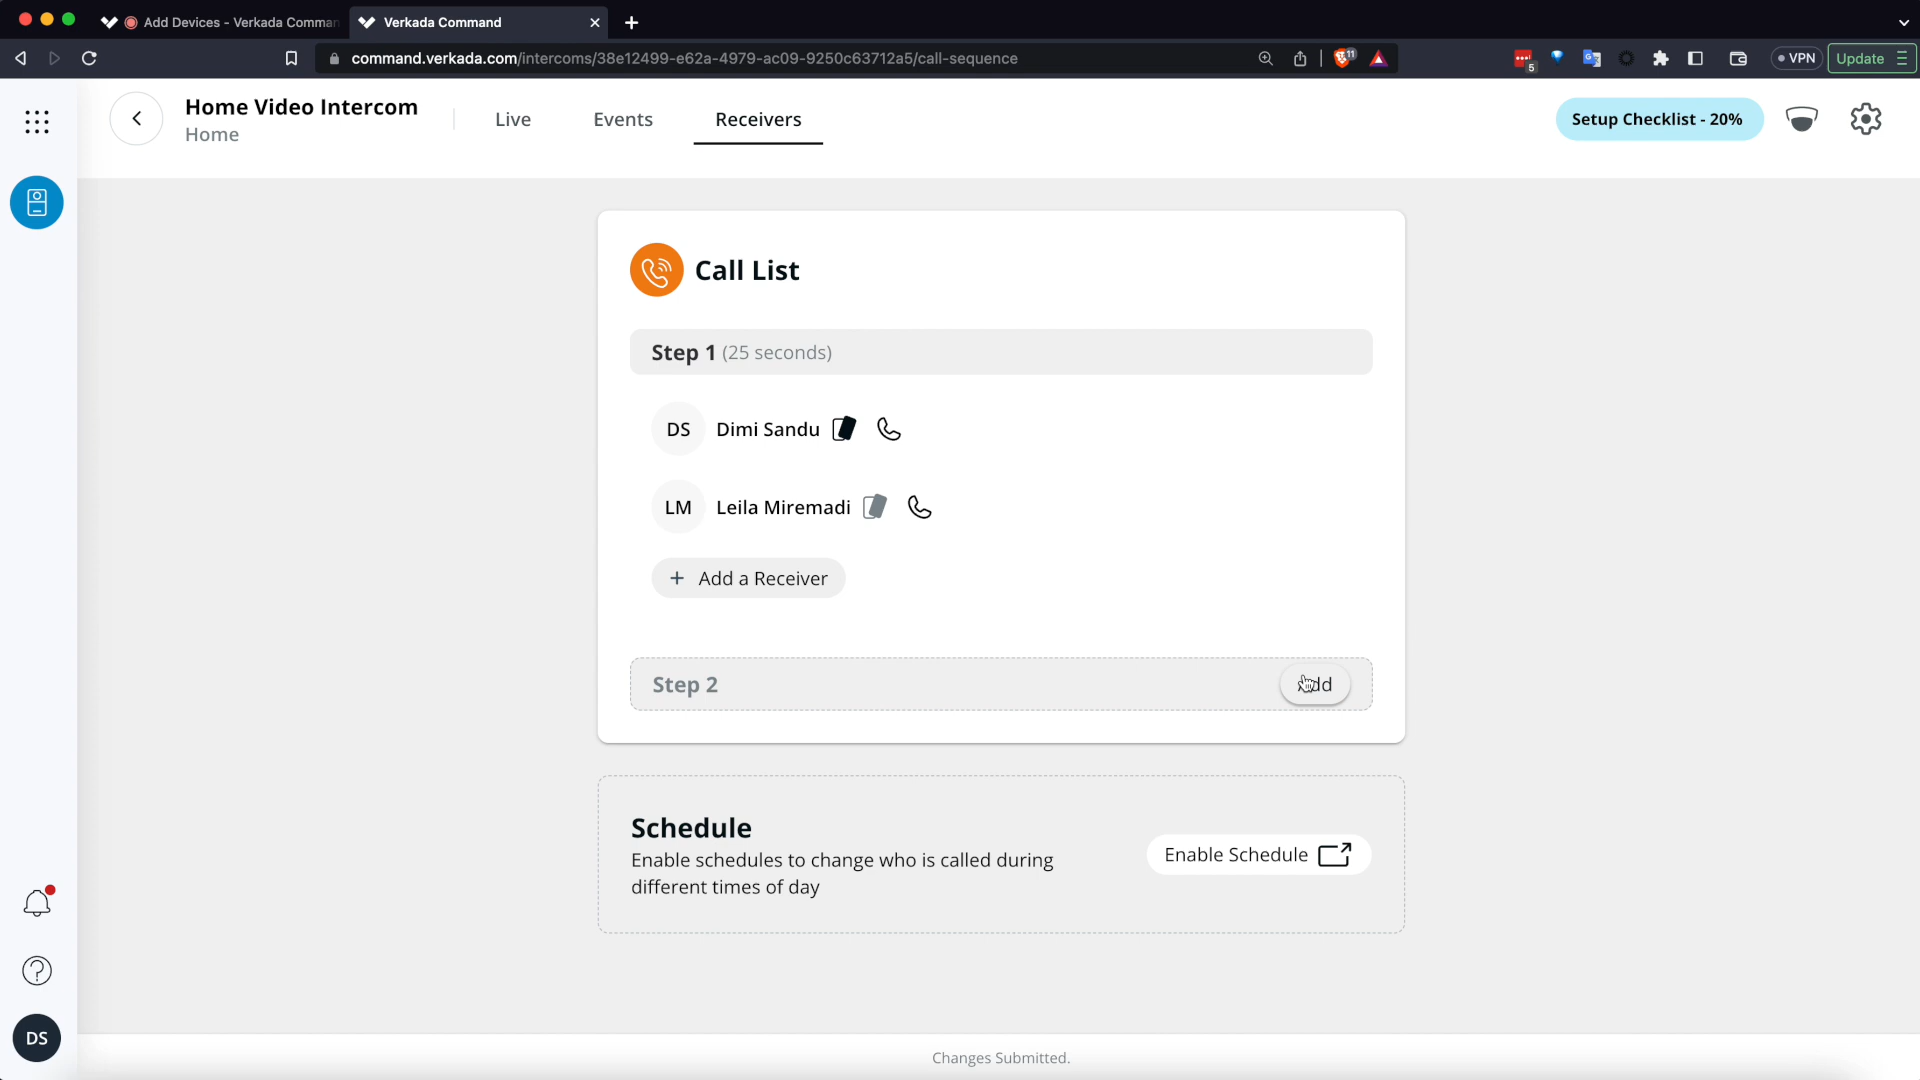 Add Devices - Verkada Comman
Verkada Command
command.verkada.com/intercoms/38e12499-e62a-4979-ac09-9250c63712a5/call-sequence
11
5
VPN
Update
Home Video Intercom
Home
Live
Events
Receivers
Setup Checklist - 20%
Call List
Step 1 (25 seconds)
DS
Dimi Sandu
LM
Leila Miremadi
+ Add a Receiver
Step 2
Add
Schedule
Enable schedules to change who is called during
different times of day
Enable Schedule
DS
Changes Submitted.